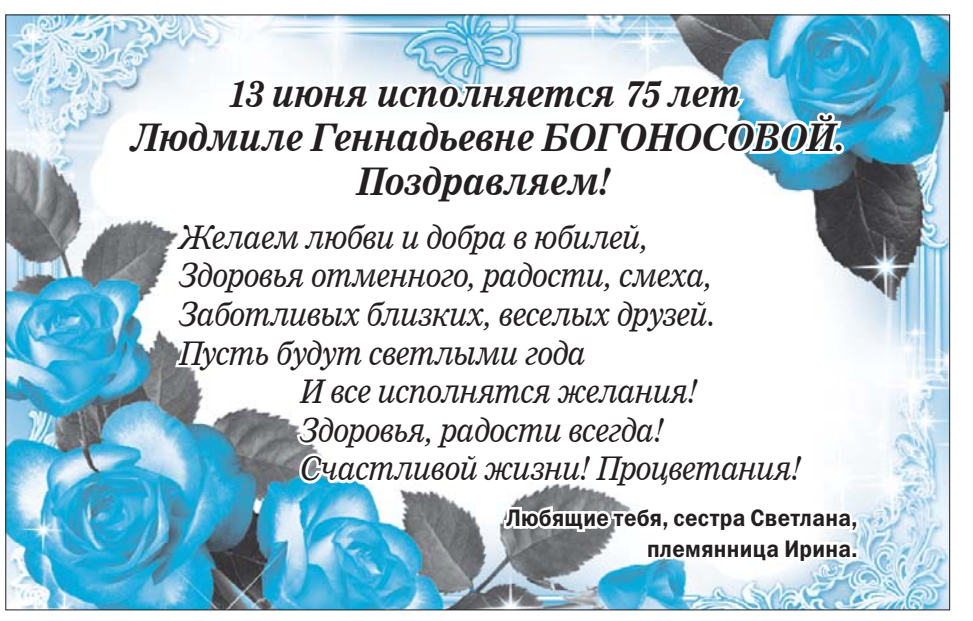 13 июня исполняется 75 лет
Людмиле Геннадьевне БОГОНОСОВОЙ.
Поздравляем!
Желаем любви и добра в юбилей,
Здоровья отменного, радости, смеха,
Заботливых близких, веселых друзей.
Пусть будут светлыми года
И все исполнятся желания!
Здоровья, радости всегда!
Счастливой жизни! Процветания!
Любящие тебя, сестра Светлана,
племянница Ирина.